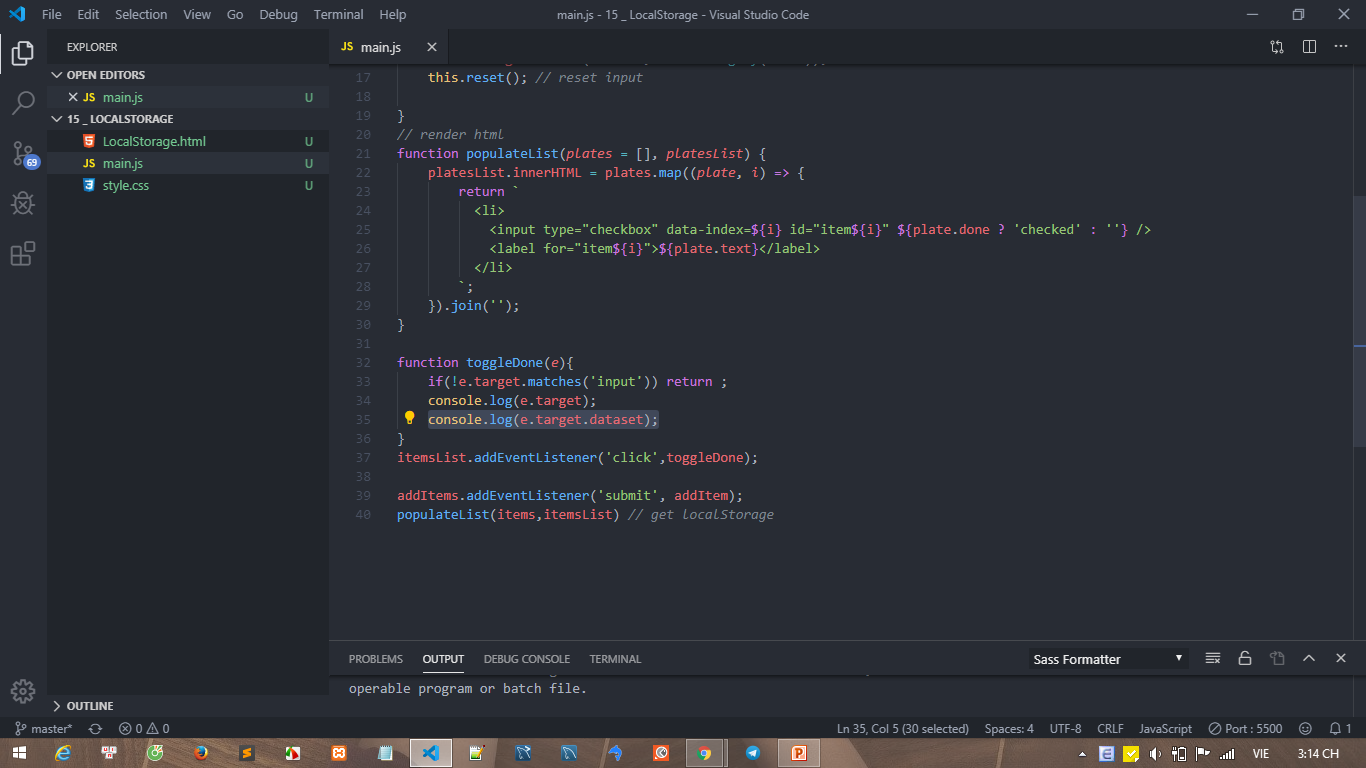 File Edit Selection View Go Debug Terminal Help
main.js - 15 _ LocalStorage - Visual Studio Code
EXPLORER
OPEN EDITORS
JS main.js U
15 _ LOCALSTORAGE
LocalStorage.html U
JS main.js U
style.css U
OUTLINE
69
JS main.js
17 this.reset(); // reset input
18
19 }
20 // render html
21 function populateList(plates = [], platesList) {
22 platesList.innerHTML = plates.map((plate, i) => {
23 return `
24 <li>
25 <input type="checkbox" data-index=${i} id="item${i}" ${plate.done ? 'checked' : ''} />
26 <label for="item${i}">${plate.text}</label>
27 </li>
28 `;
29 }).join('');
30 }
31
32 function toggleDone(e){
33 if(!e.target.matches('input')) return ;
34 console.log(e.target);
35 console.log(e.target.dataset);
36 }
37 itemsList.addEventListener('click',toggleDone);
38
39 addItems.addEventListener('submit', addItem);
40 populateList(items,itemsList) // get localStorage
PROBLEMS OUTPUT DEBUG CONSOLE TERMINAL
Sass Formatter
operable program or batch file.
master* 0 0
Ln 35, Col 5 (30 selected) Spaces: 4 UTF-8 CRLF JavaScript Port : 5500 1
VIE 3:14 CH